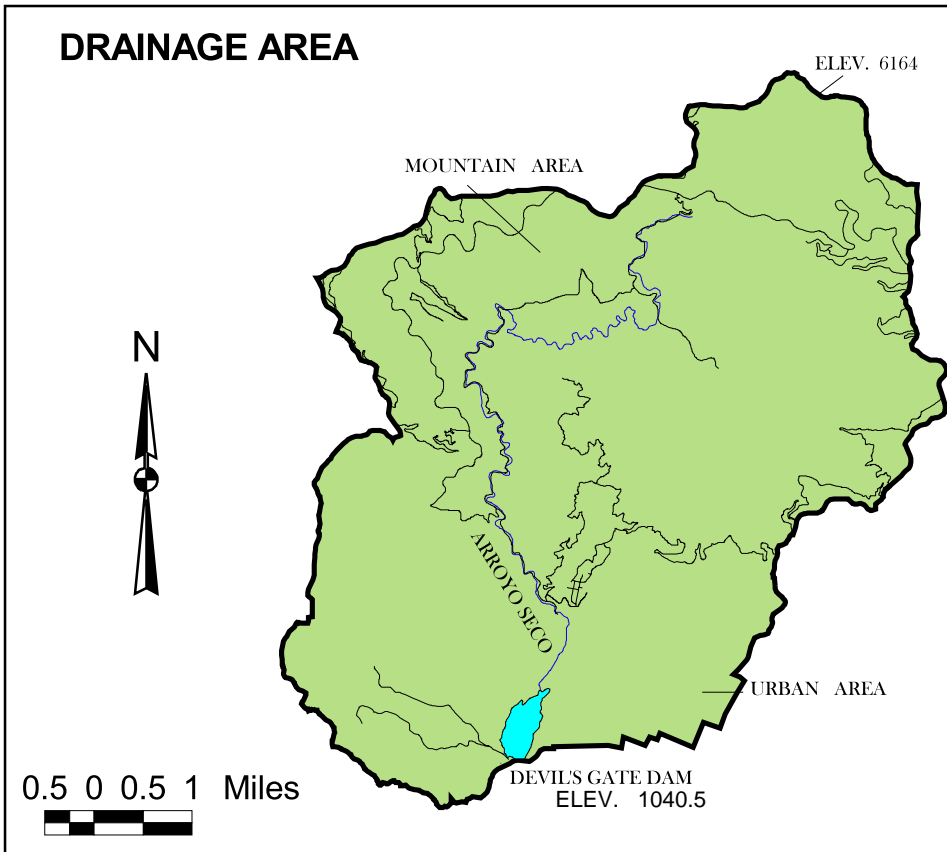 DRAINAGE AREA
ELEV. 6164
MOUNTAIN AREA
N
ARROYO SECO
URBAN AREA
DEVIL'S GATE DAM
ELEV. 1040.5
0.5 0 0.5 1 Miles